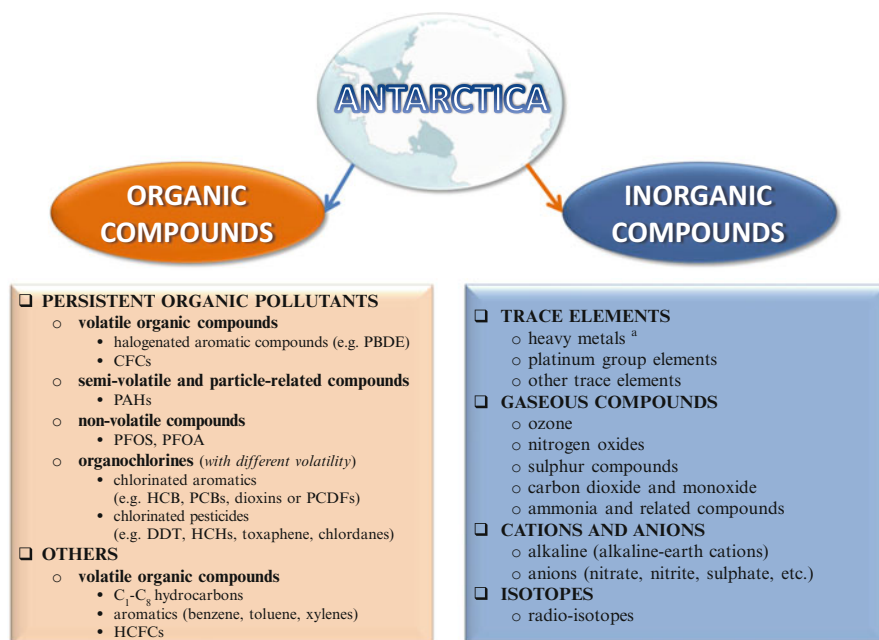 ANTARCTICA
ORGANIC
COMPOUNDS
INORGANIC
COMPOUNDS
❑ PERSISTENT ORGANIC POLLUTANTS
o volatile organic compounds
• halogenated aromatic compounds (e.g. PBDE)
• CFCs
o semi-volatile and particle-related compounds
• PAHs
o non-volatile compounds
• PFOS, PFOA
o organochlorines (with different volatility)
• chlorinated aromatics
(e.g. HCB, PCBs, dioxins or PCDFs)
• chlorinated pesticides
(e.g. DDT, HCHs, toxaphene, chlordanes)
❑ OTHERS
o volatile organic compounds
• C₁-C₈ hydrocarbons
• aromatics (benzene, toluene, xylenes)
• HCFCs
❑ TRACE ELEMENTS
o heavy metals ᵃ
o platinum group elements
o other trace elements
❑ GASEOUS COMPOUNDS
o ozone
o nitrogen oxides
o sulphur compounds
o carbon dioxide and monoxide
o ammonia and related compounds
❑ CATIONS AND ANIONS
o alkaline (alkaline-earth cations)
o anions (nitrate, nitrite, sulphate, etc.)
❑ ISOTOPES
o radio-isotopes